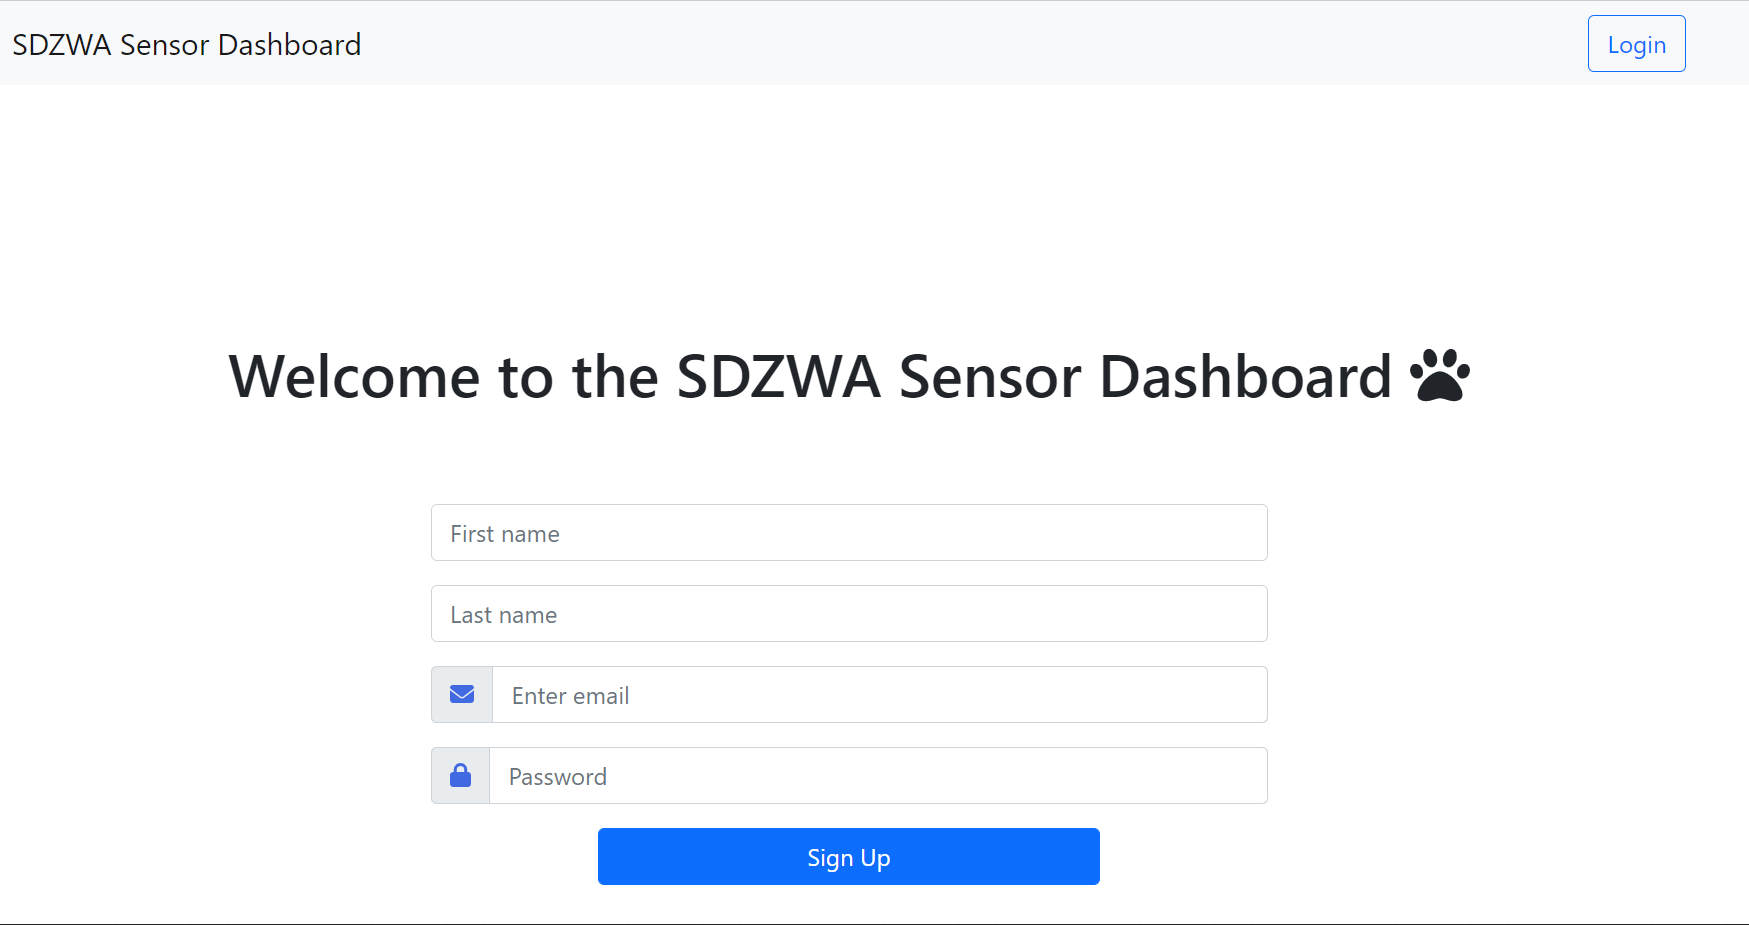 SDZWA Sensor Dashboard
Login
Welcome to the SDZWA Sensor Dashboard
First name
Last name
Enter email
Password
Sign Up